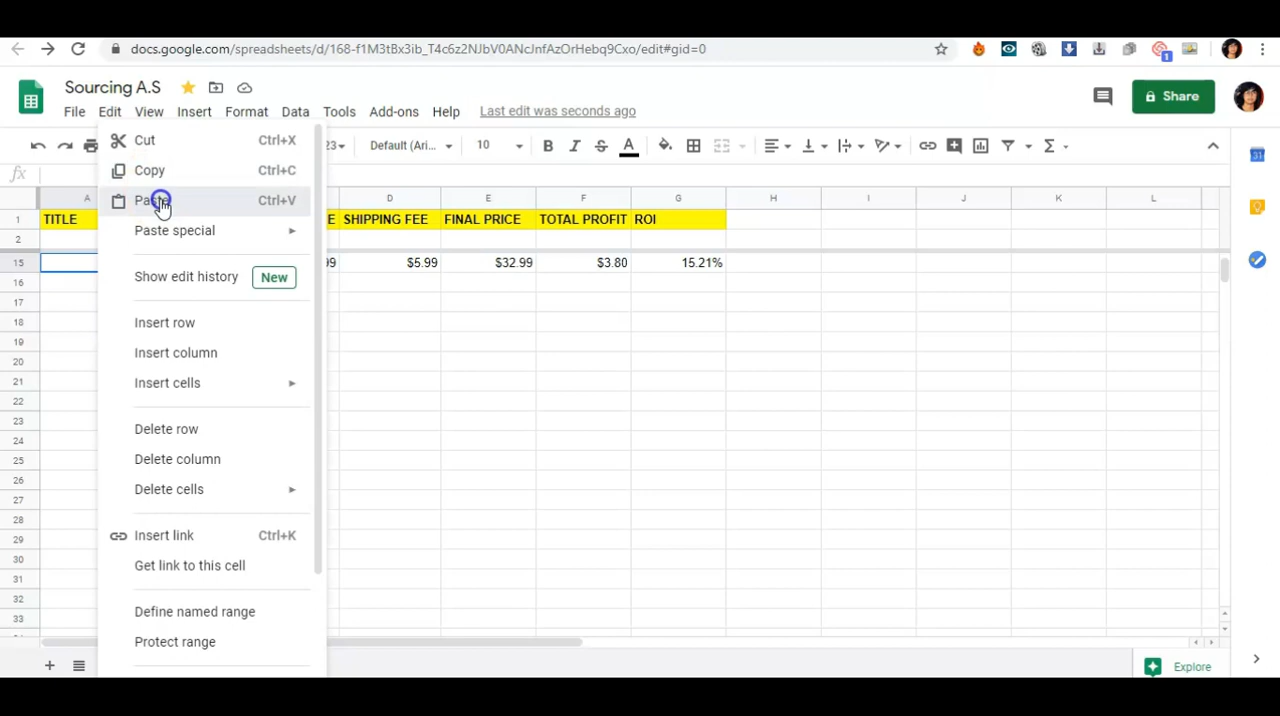 docs.google.com/spreadsheets/d/168-f1M3tBx3ib_T4c6z2NJbV0ANcJnfAzOrHebq9Cxo/edit#gid=0
1
Sourcing A.S
File Edit View Insert Format Data Tools Add-ons Help Last edit was seconds ago
Share
Default (Ari... 10 B I S A Σ
fx
A D E F G H I J K L
1 TITLE E SHIPPING FEE FINAL PRICE TOTAL PROFIT ROI
2
15 $5.99 $32.99 $3.80 15.21%
16
17
18
19
20
21
22
23
24
25
26
27
28
29
30
31
32
33
Cut Ctrl+X
Copy Ctrl+C
Paste Ctrl+V
Paste special
Show edit history New
Insert row
Insert column
Insert cells
Delete row
Delete column
Delete cells
Insert link Ctrl+K
Get link to this cell
Define named range
Protect range
31
Explore